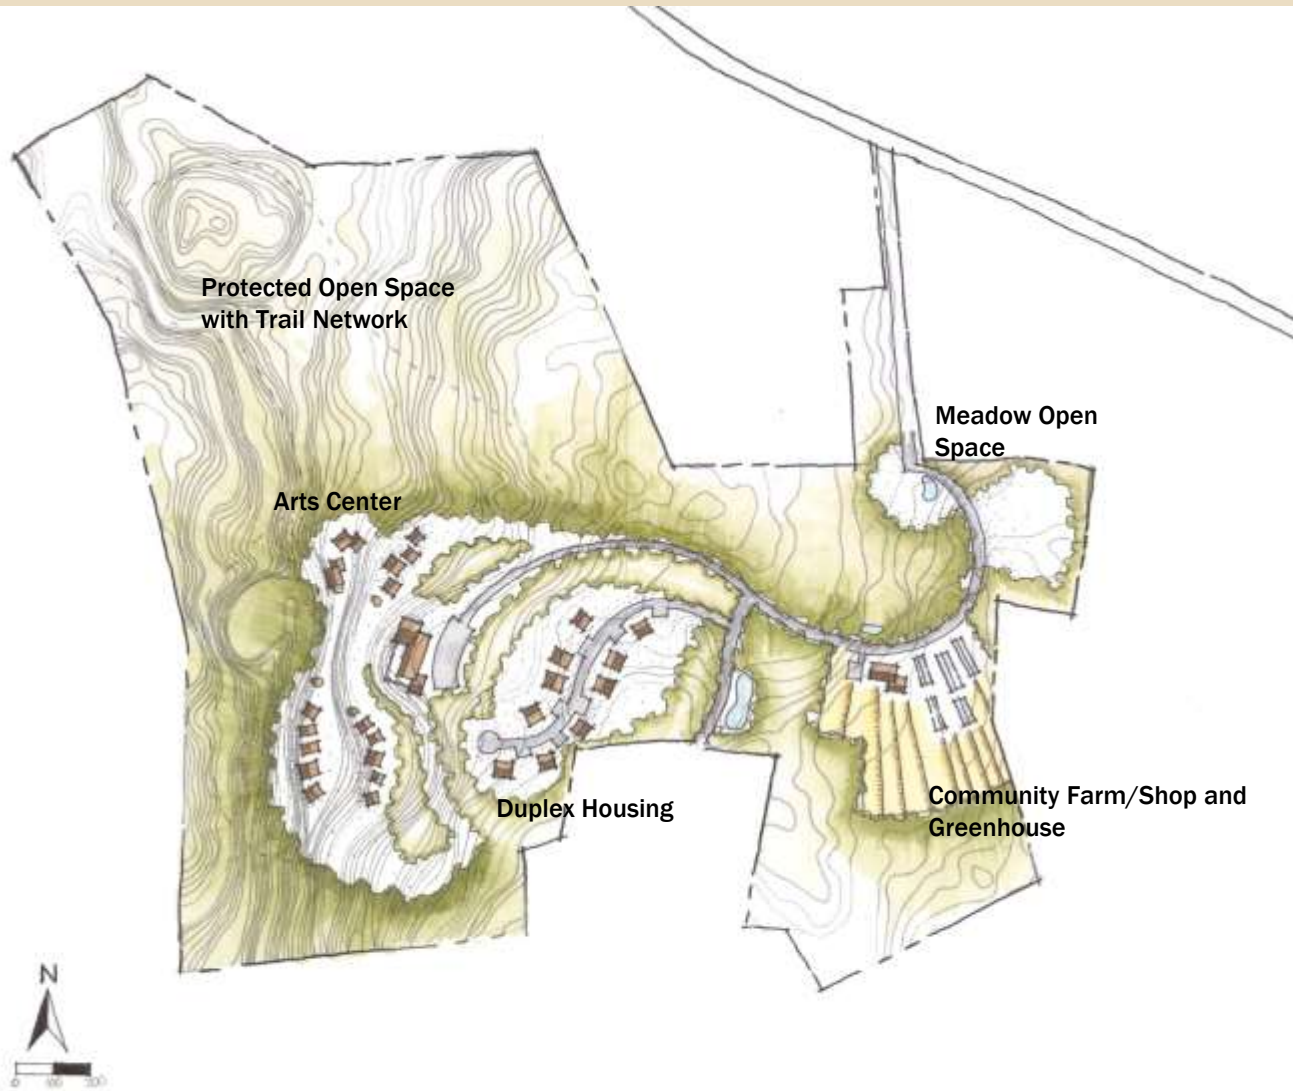 Protected Open Space
with Trail Network
Meadow Open
Space
Arts Center
Duplex Housing
Community Farm/Shop and
Greenhouse
N